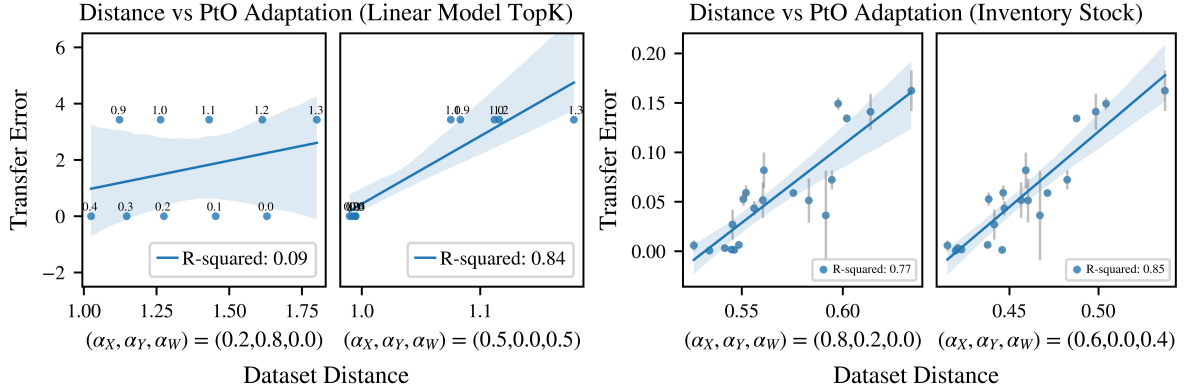 Distance vs PtO Adaptation (Linear Model TopK)
Transfer Error
6
4
2
0
−2
0.9 1.0 1.1 1.2 1.3
0.4 0.3 0.2 0.1 0.0
R-squared: 0.09
1.00 1.25 1.50 1.75
(αX, αY, αW) = (0.2,0.8,0.0)
1.0 0.9 1.2 1.3
R-squared: 0.84
1.0 1.1
(αX, αY, αW) = (0.5,0.0,0.5)
Dataset Distance
Distance vs PtO Adaptation (Inventory Stock)
Transfer Error
0.20
0.15
0.10
0.05
0.00
R-squared: 0.77
0.55 0.60
(αX, αY, αW) = (0.8,0.2,0.0)
R-squared: 0.85
0.45 0.50
(αX, αY, αW) = (0.6,0.0,0.4)
Dataset Distance